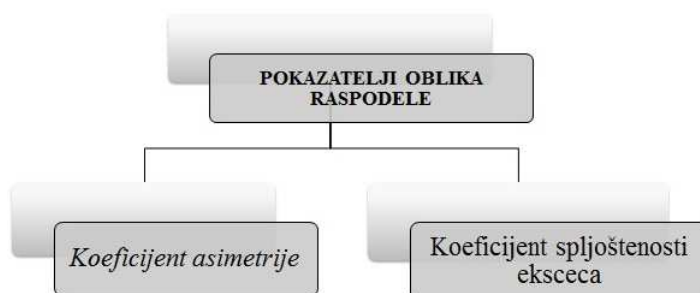 POKAZATELJI OBLIKA
RASPODELE
Koeficijent asimetrije
Koeficijent spljoštenosti
eksceca